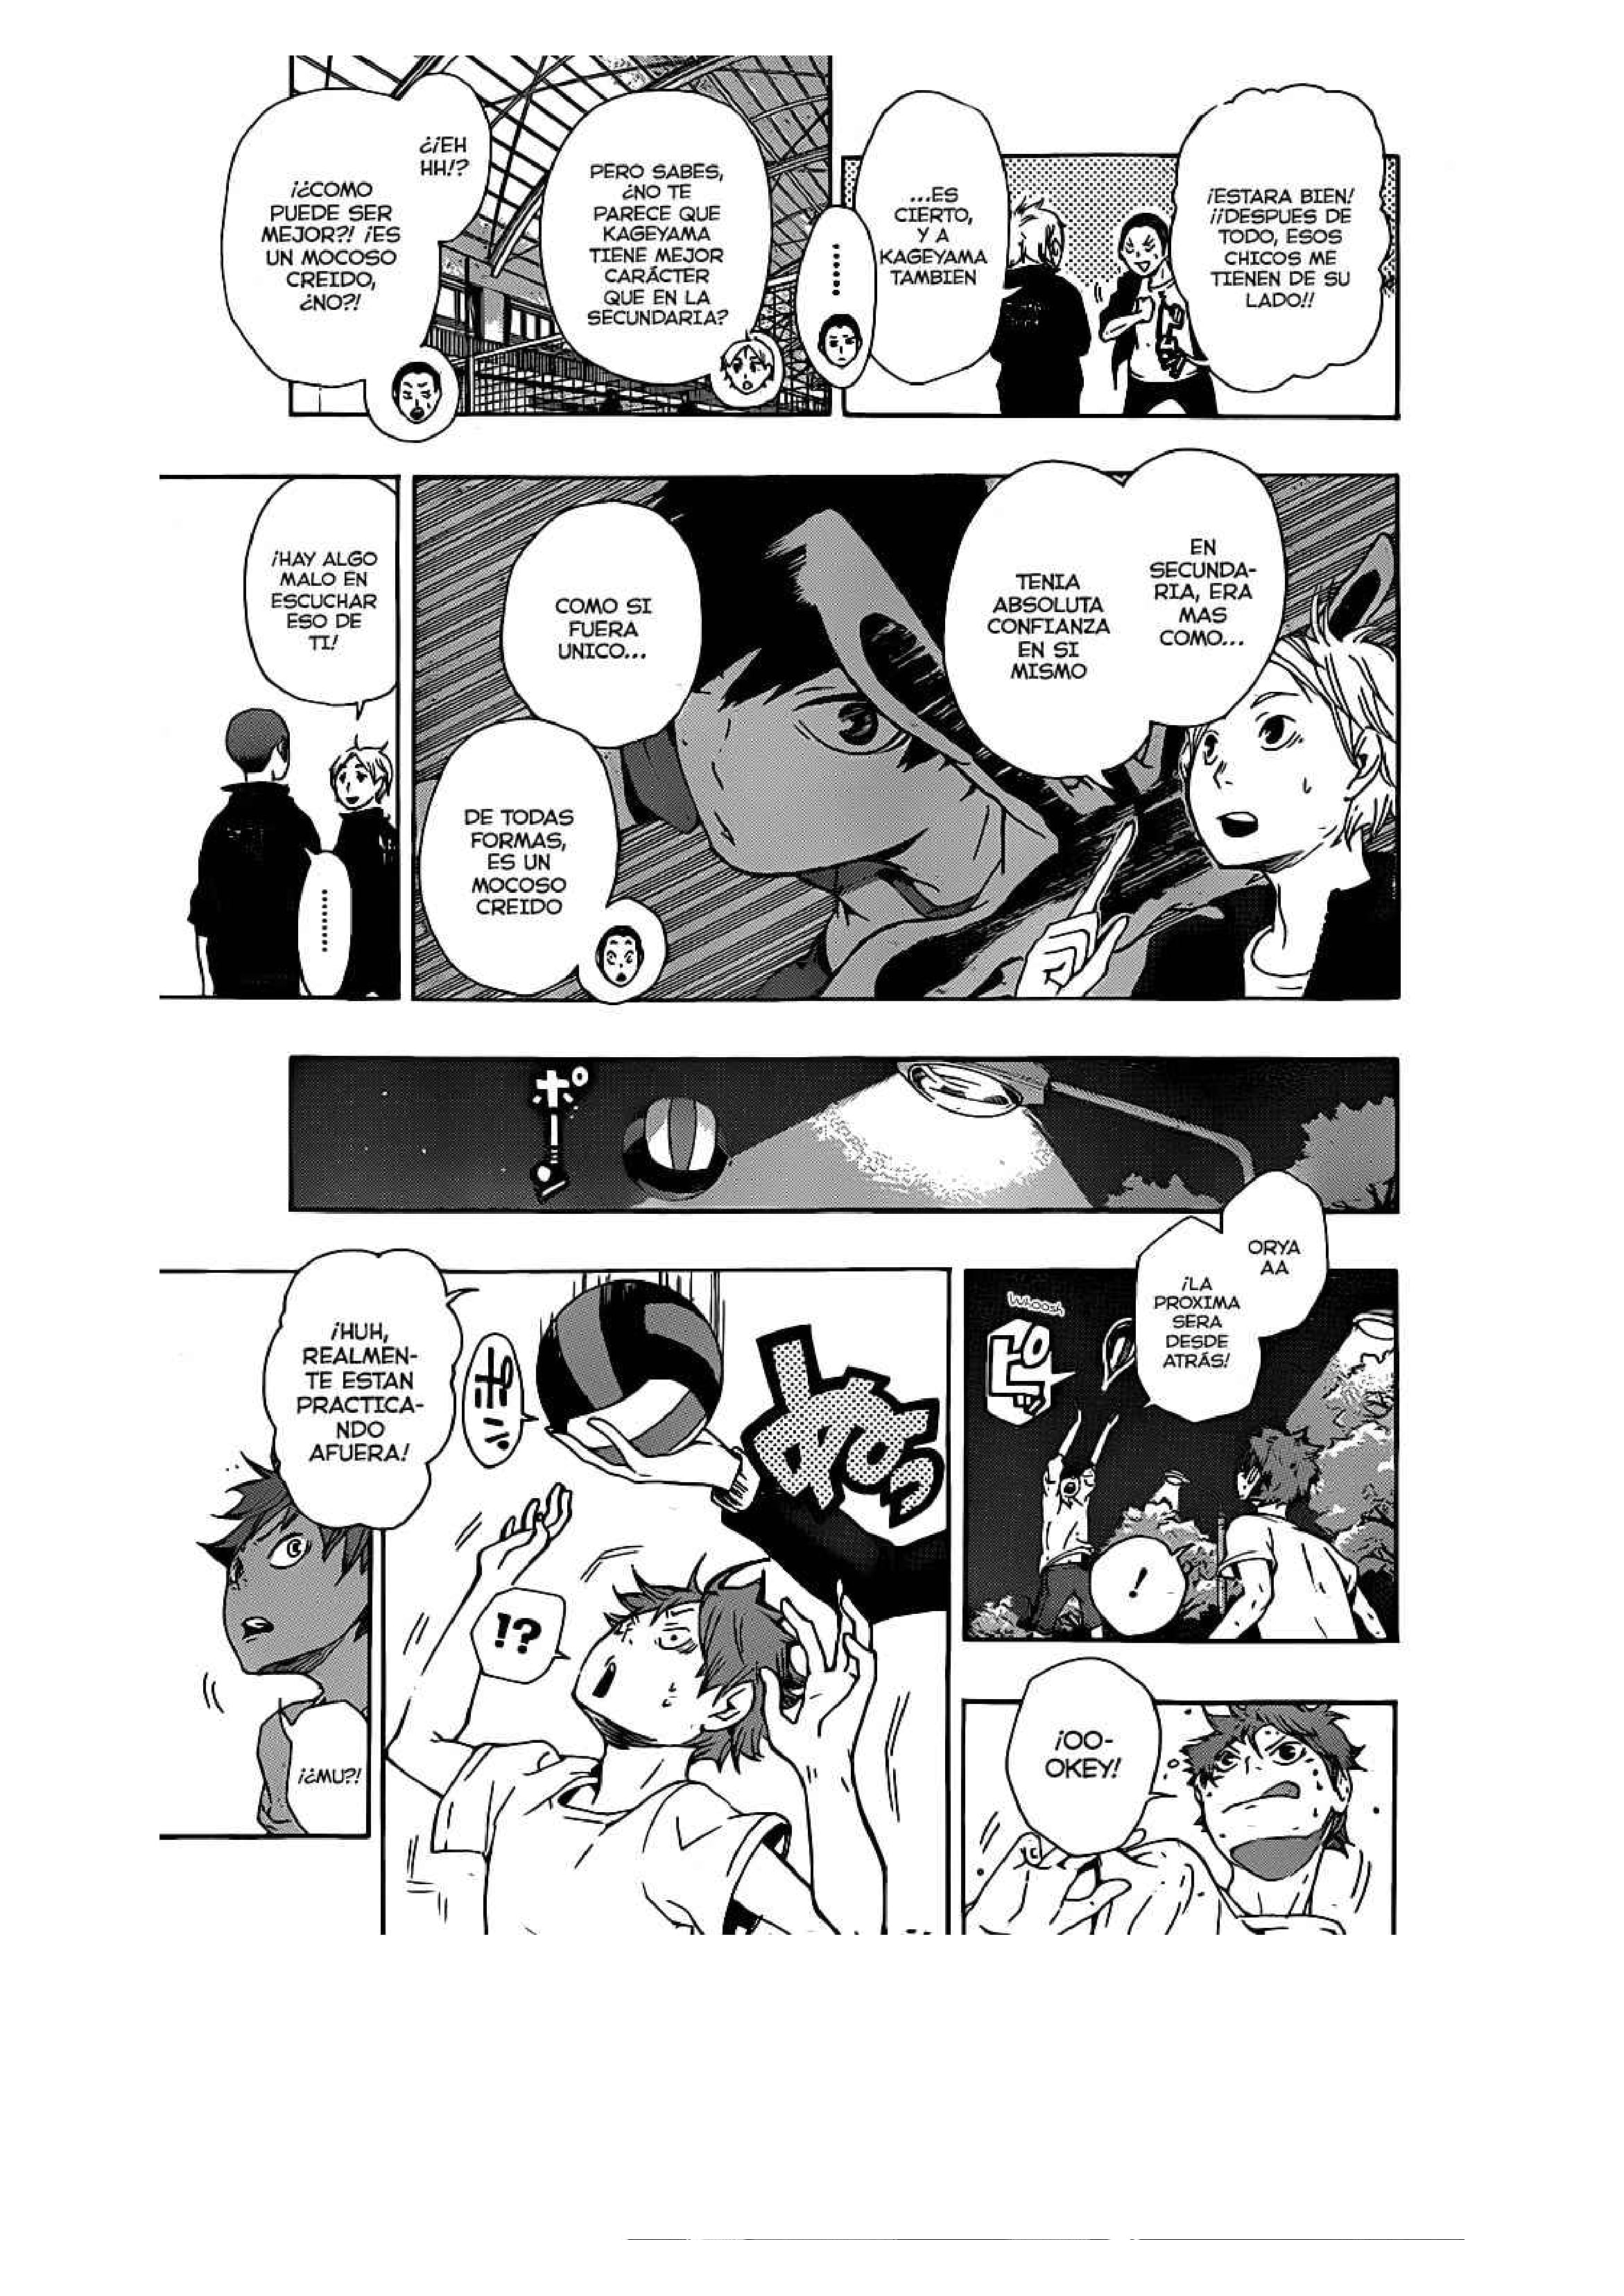 ¡ESTARA BIEN!
¡¡DESPUES DE
TODO, ESOS
CHICOS ME
TIENEN DE SU
LADO!!
...ES
CIERTO,
Y A
KAGEYAMA
TAMBIEN
.......
PERO SABES,
¿NO TE
PARECE QUE
KAGEYAMA
TIENE MEJOR
CARÁCTER
QUE EN LA
SECUNDARIA?
¿¡EH
HH!?
¡¿COMO
PUEDE SER
MEJOR?! ¡ES
UN MOCOSO
CREIDO,
¿NO?!
EN
SECUNDA-
RIA, ERA
MAS
COMO...
TENIA
ABSOLUTA
CONFIANZA
EN SI
MISMO
COMO SI
FUERA
UNICO...
DE TODAS
FORMAS,
ES UN
MOCOSO
CREIDO
¡HAY ALGO
MALO EN
ESCUCHAR
ESO DE
TI!
........
ポーン
ORYA
AA
¡LA
PROXIMA
SERA
DESDE
ATRÁS!
Whoosh
!
¡OO-
OKEY!
!?
¡HUH,
REALMEN-
TE ESTAN
PRACTICA-
NDO
AFUERA!
¡¿MU?!